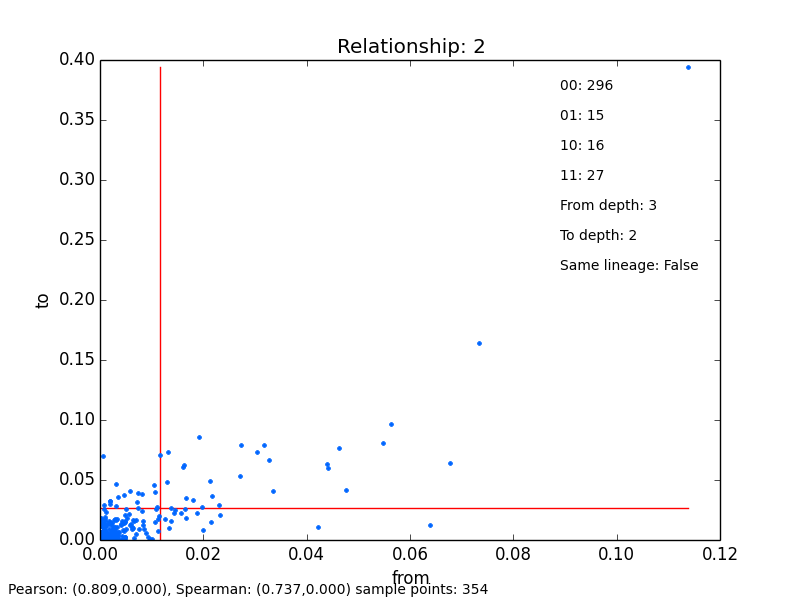 Relationship: 2
0.40
0.35
0.30
0.25
0.20
0.15
0.10
0.05
0.00
to
00: 296
01: 15
10: 16
11: 27
From depth: 3
To depth: 2
Same lineage: False
0.00 0.02 0.04 0.06 0.08 0.10 0.12
from
Pearson: (0.809,0.000), Spearman: (0.737,0.000) sample points: 354